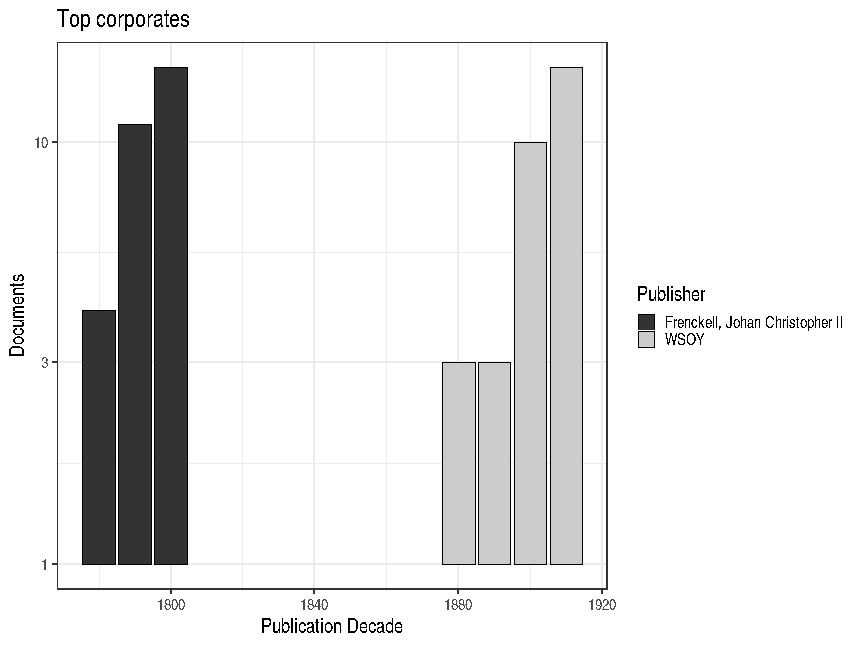 Top corporates
Documents
10
3
1
1800
1840
1880
1920
Publication Decade
Publisher
Frenckell, Johan Christopher II
WSOY